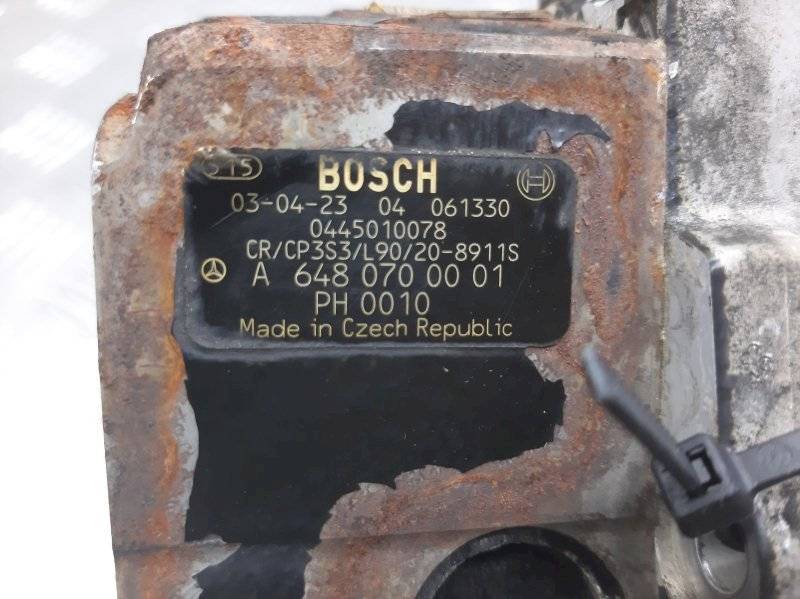 BOSCH
03-04-23 04 061330
0445010078
CR/CP3S3/L90/20-8911S
A 648 070 00 01
PH 0010
Made in Czech Republic